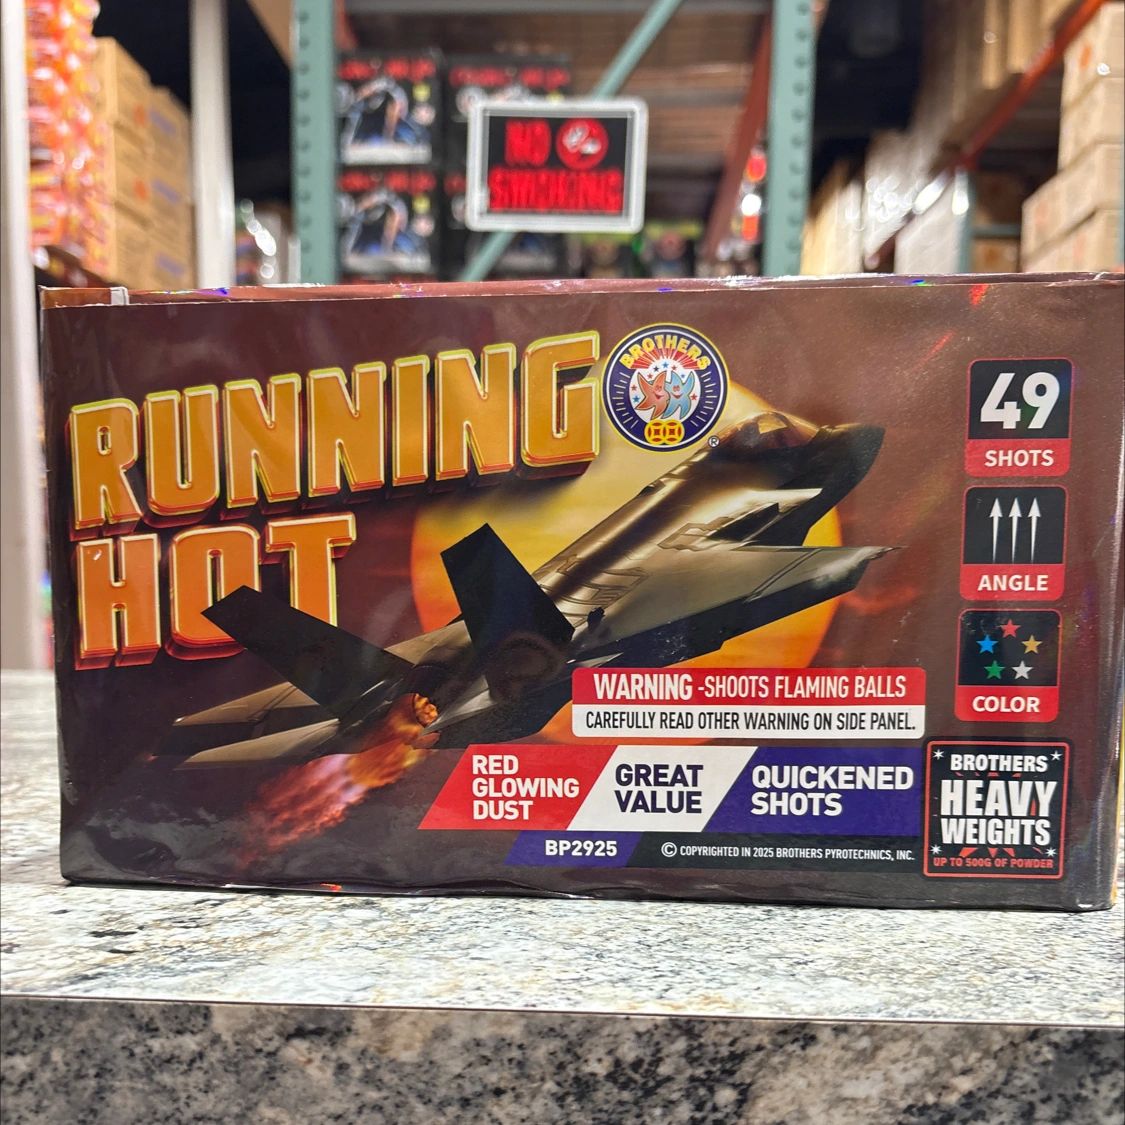 NO
SMOKING
RUNNING
HOT
BROTHERS
®
49
SHOTS
ANGLE
COLOR
WARNING -SHOOTS FLAMING BALLS
CAREFULLY READ OTHER WARNING ON SIDE PANEL.
RED
GLOWING
DUST
GREAT
VALUE
QUICKENED
SHOTS
BP2925
© COPYRIGHTED IN 2025 BROTHERS PYROTECHNICS, INC.
BROTHERS
HEAVY
WEIGHTS
UP TO 500G OF POWDER